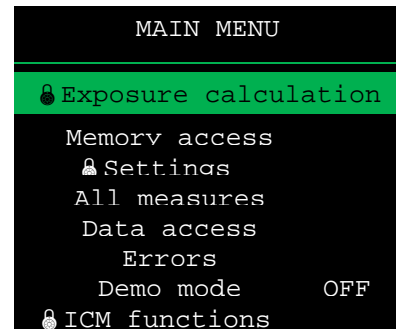 MAIN MENU
Exposure calculation
Memory access
Settings
All measures
Data access
Errors
Demo mode OFF
ICM functions